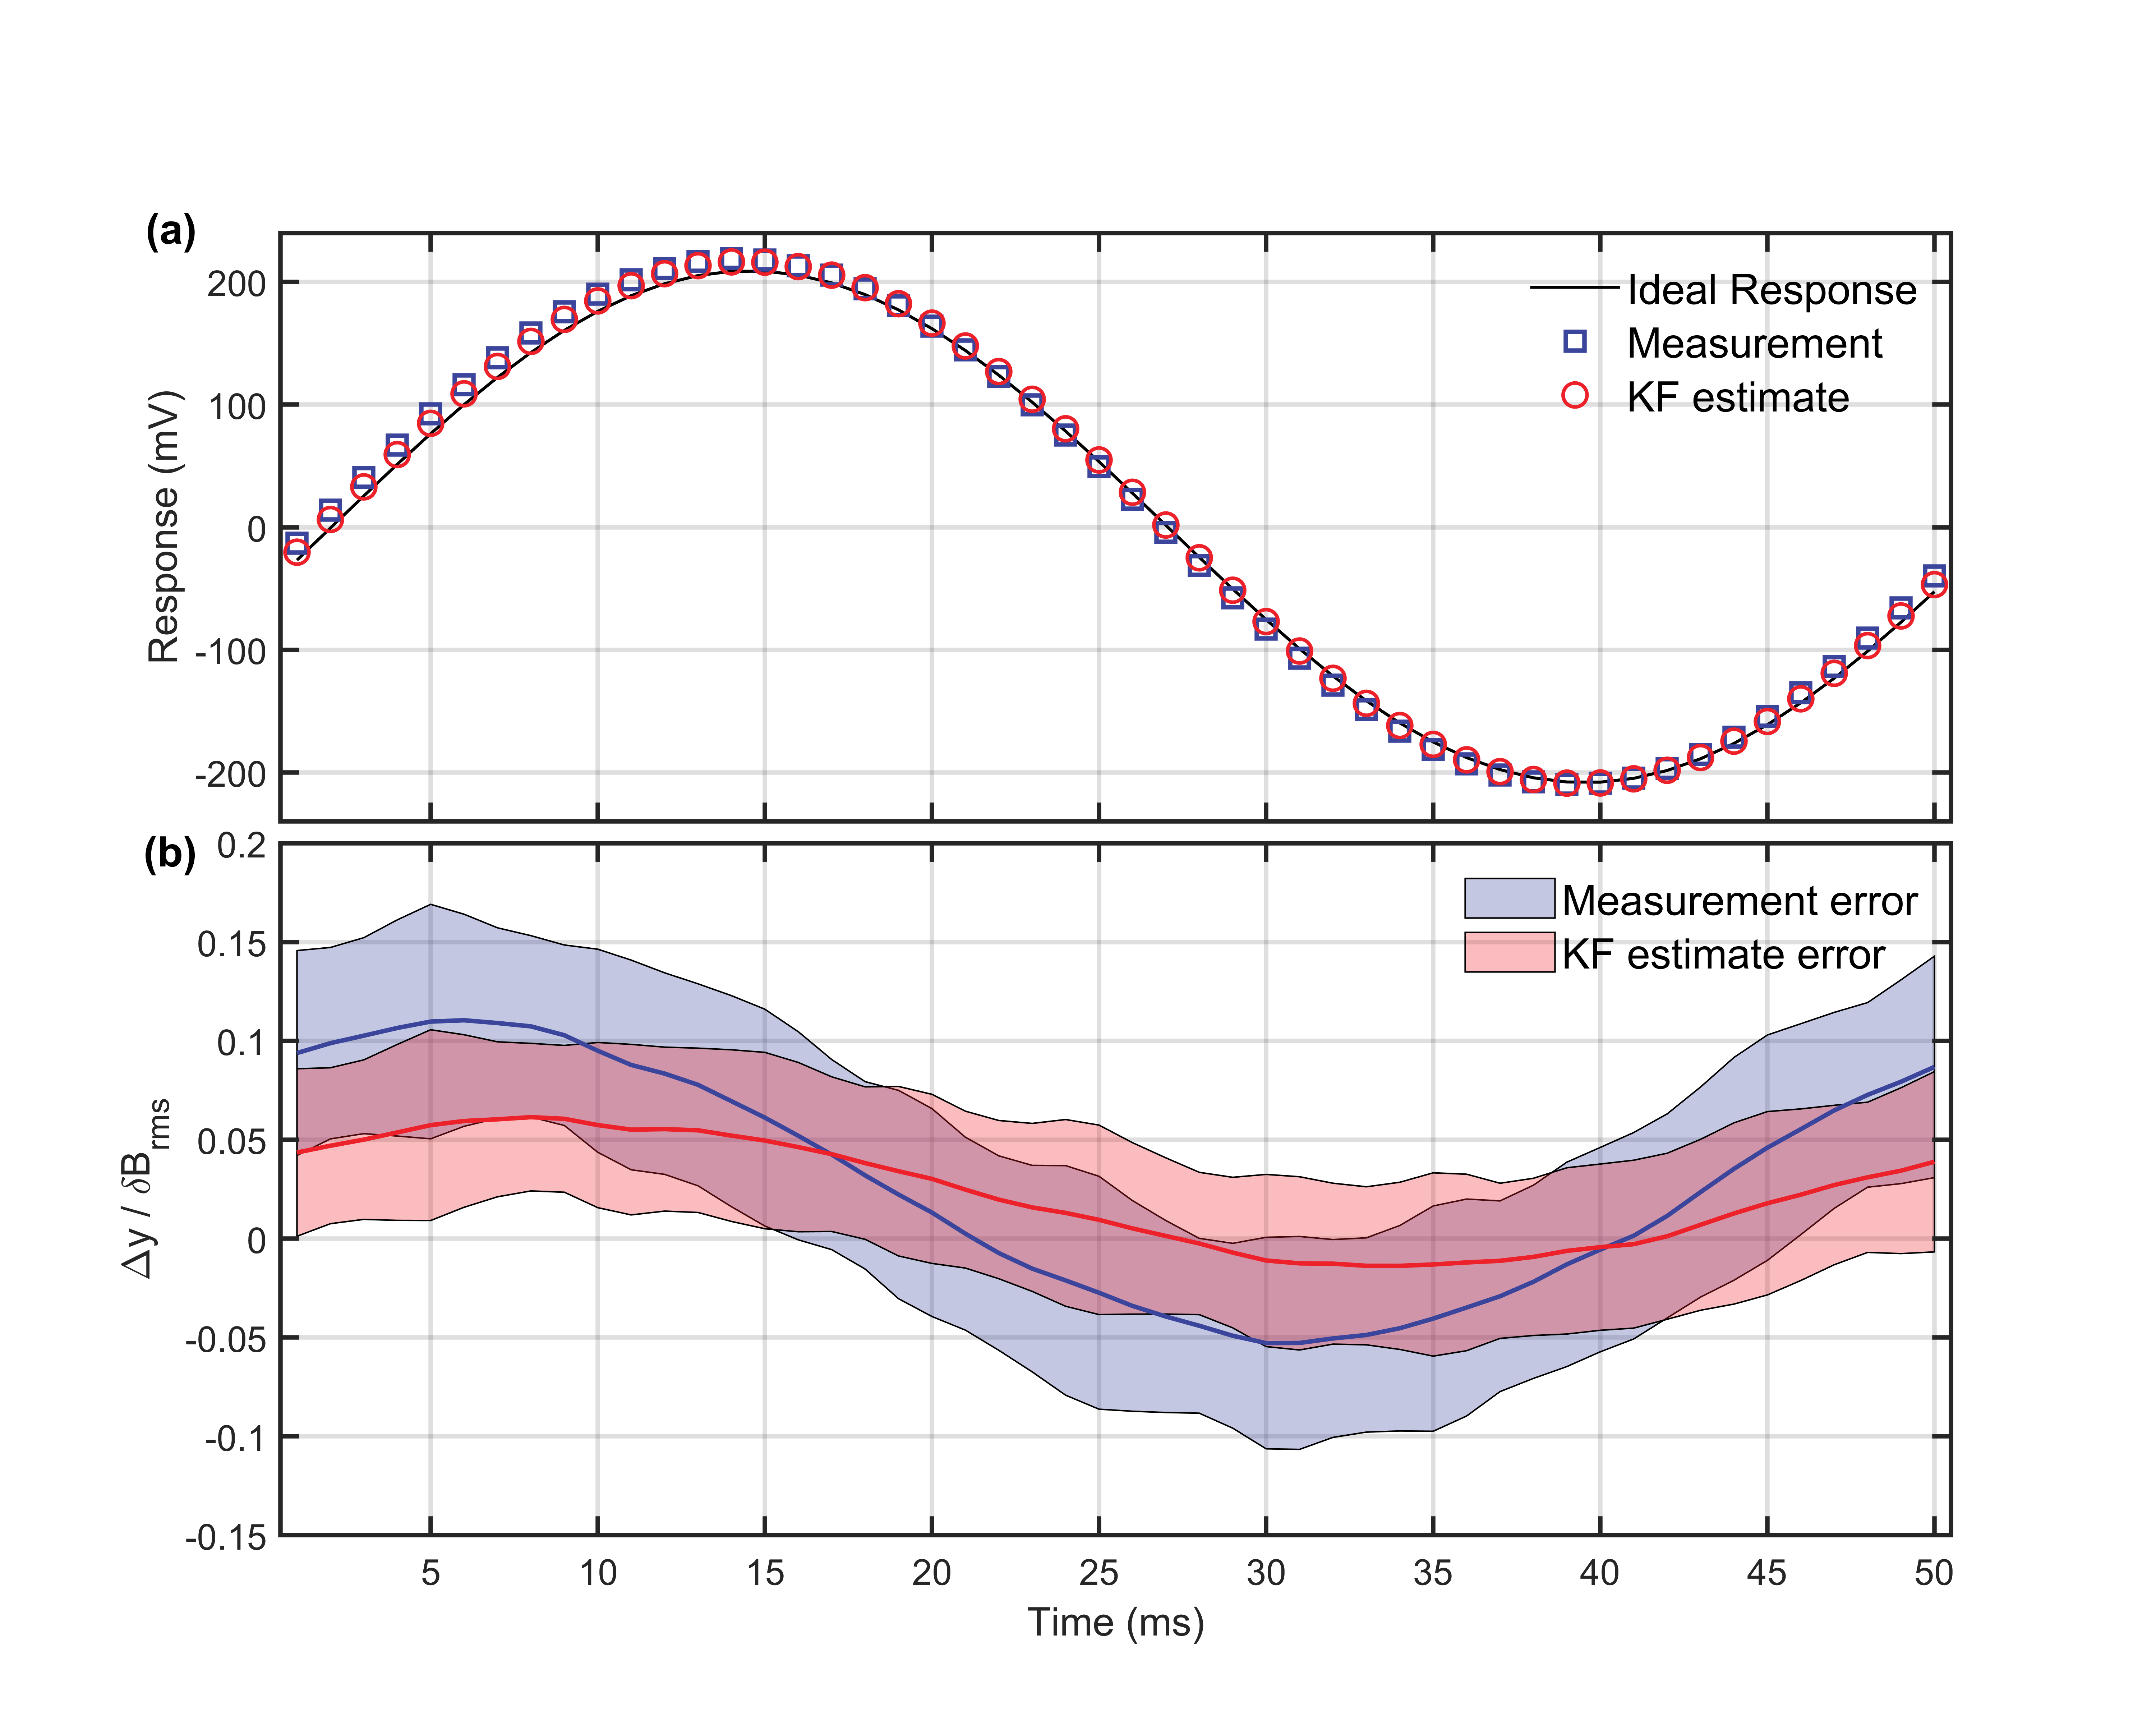 (a)
200
100
0
-100
-200
Response (mV)
Ideal Response
Measurement
KF estimate
(b)
0.2
0.15
0.1
0.05
0
-0.05
-0.1
-0.15
Δy / δB_rms
Measurement error
KF estimate error
5 10 15 20 25 30 35 40 45 50
Time (ms)